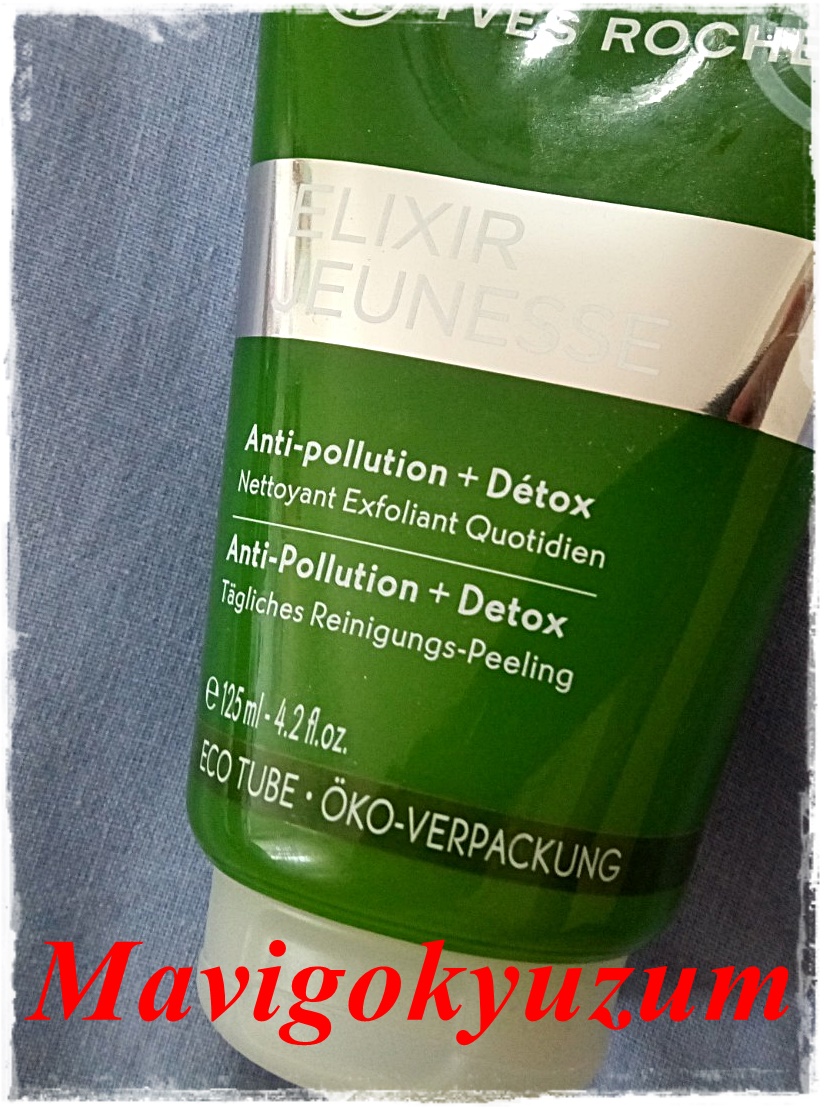 YVES ROCHE
ELIXIR
JEUNESSE
Anti-pollution + Détox
Nettoyant Exfoliant Quotidien
Anti-Pollution + Detox
Tägliches Reinigungs-Peeling
℮ 125 ml - 4.2 fl.oz.
ECO TUBE • ÖKO-VERPACKUNG
Mavigokyuzum